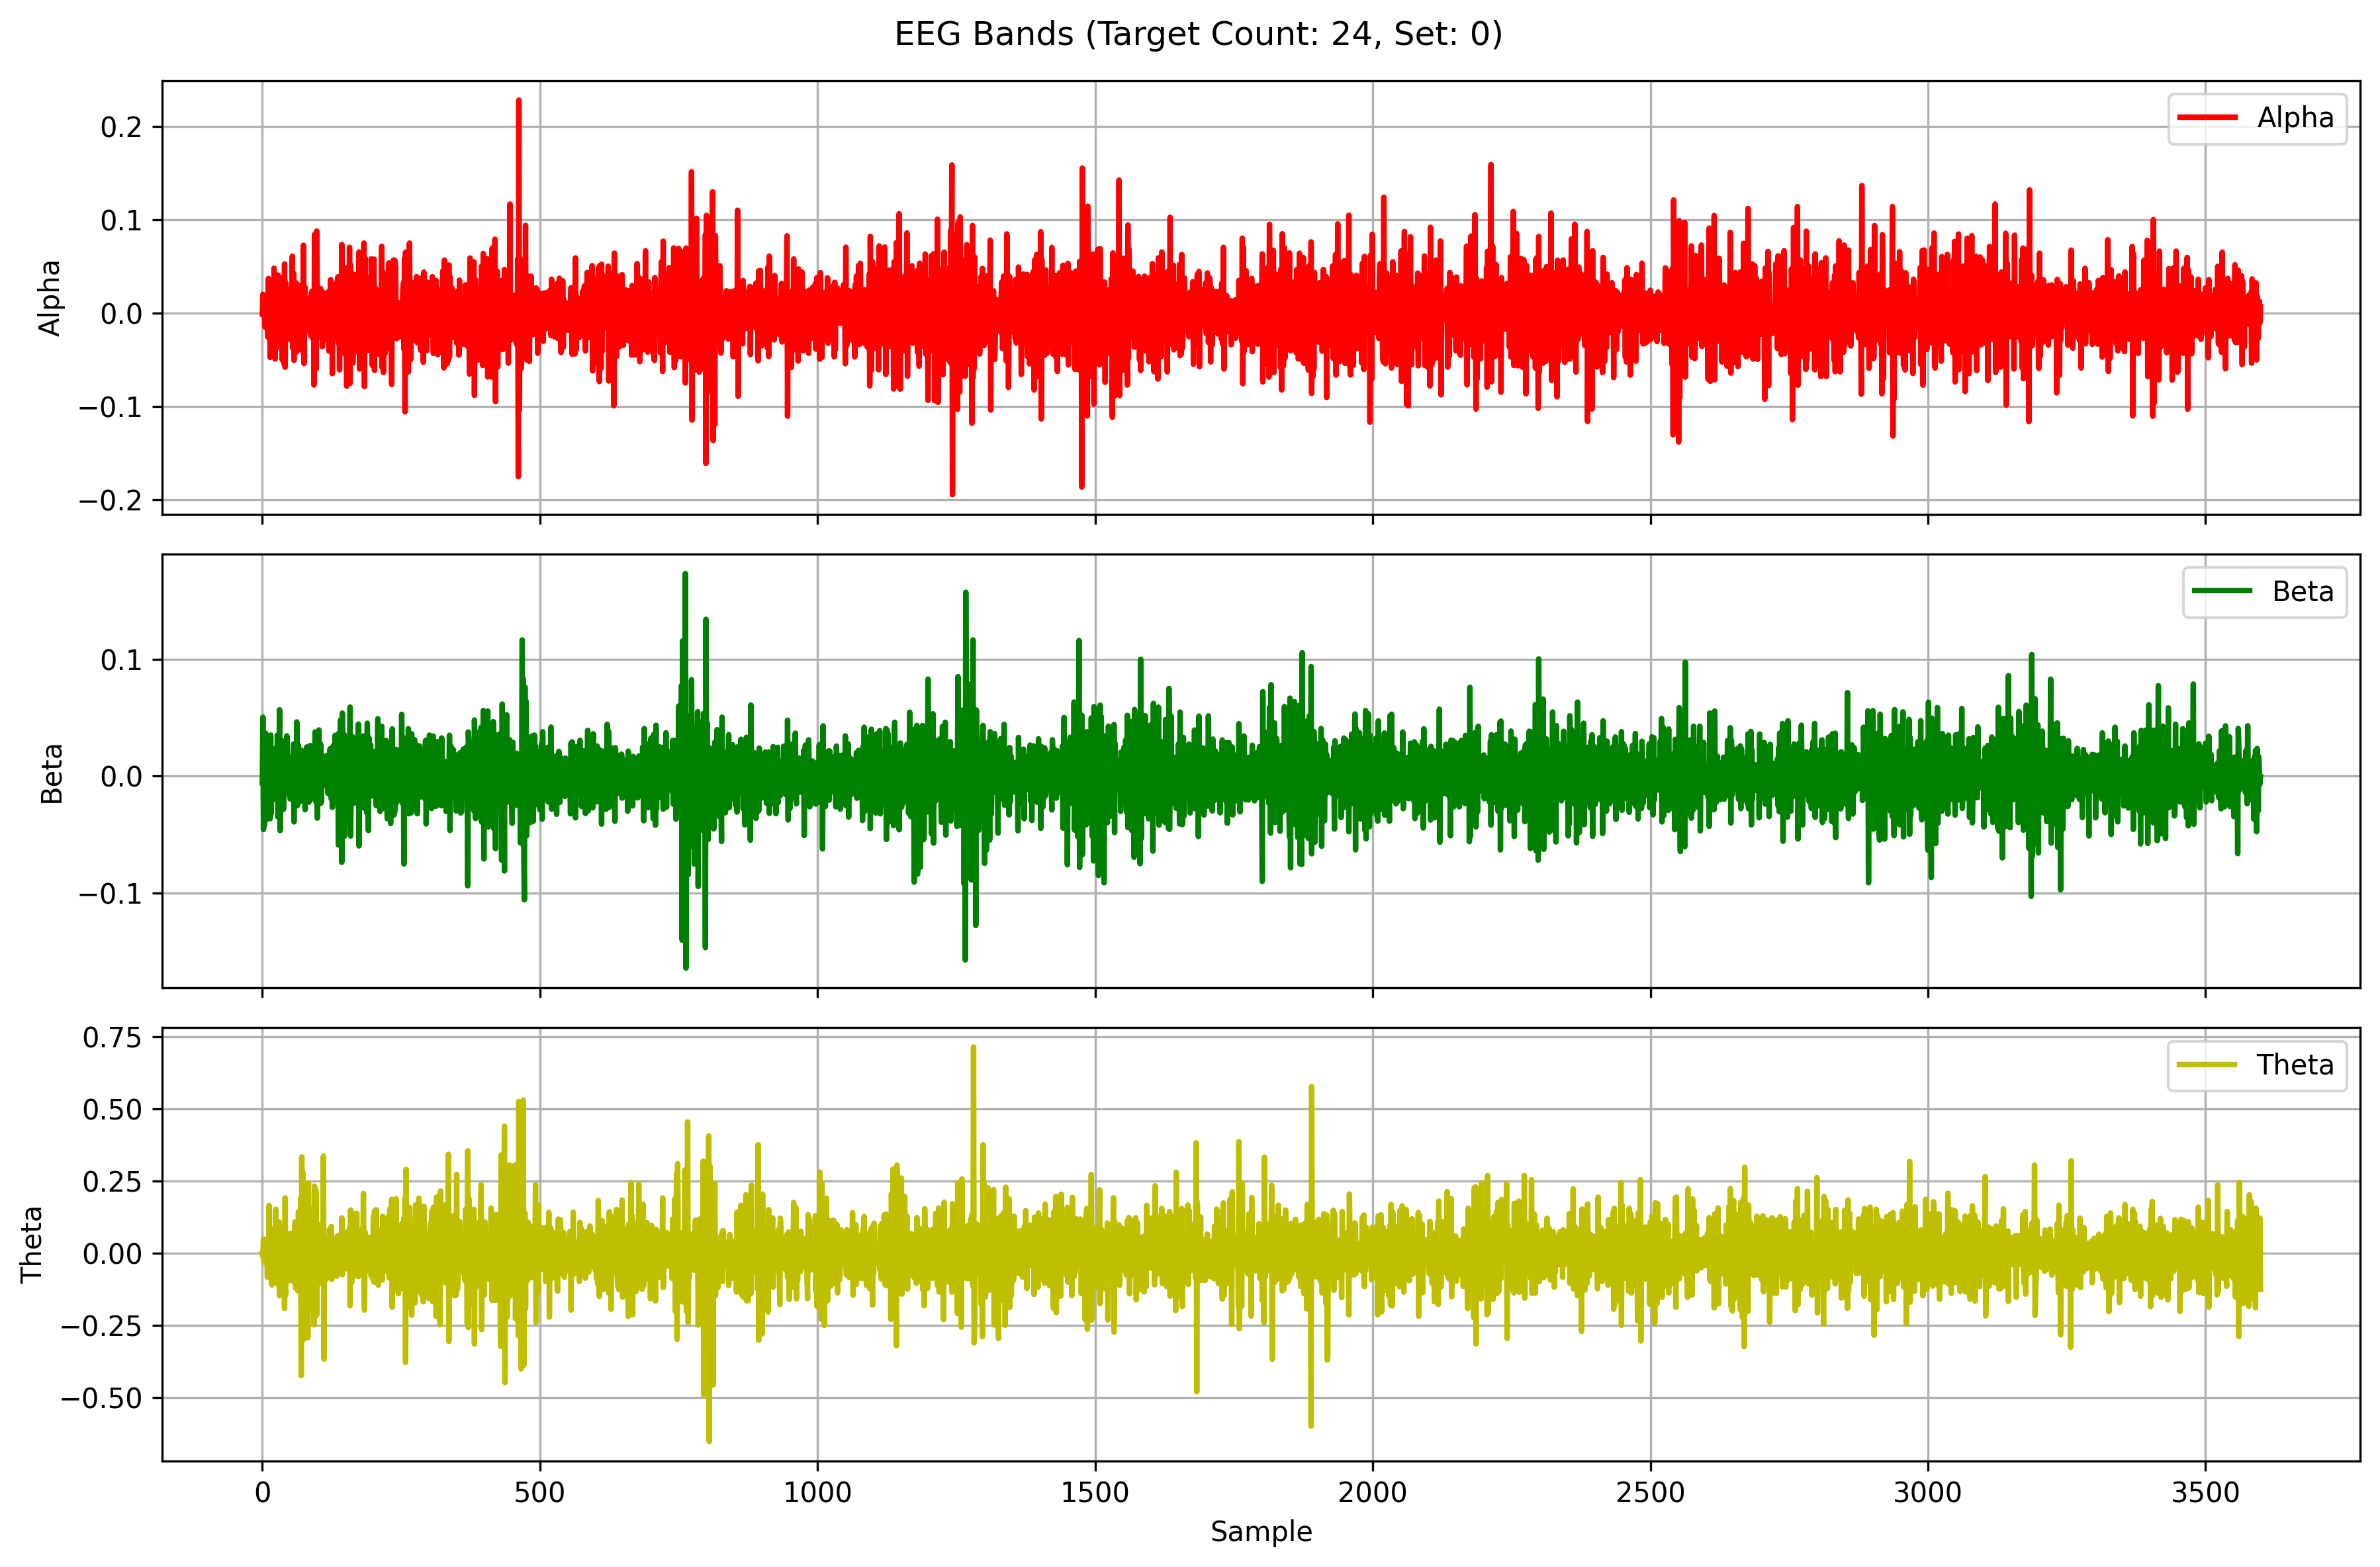 EEG Bands (Target Count: 24, Set: 0)
Alpha
0.2
0.1
0.0
−0.1
−0.2
Alpha
Beta
0.1
0.0
−0.1
Beta
Theta
0.75
0.50
0.25
0.00
−0.25
−0.50
Theta
0 500 1000 1500 2000 2500 3000 3500
Sample